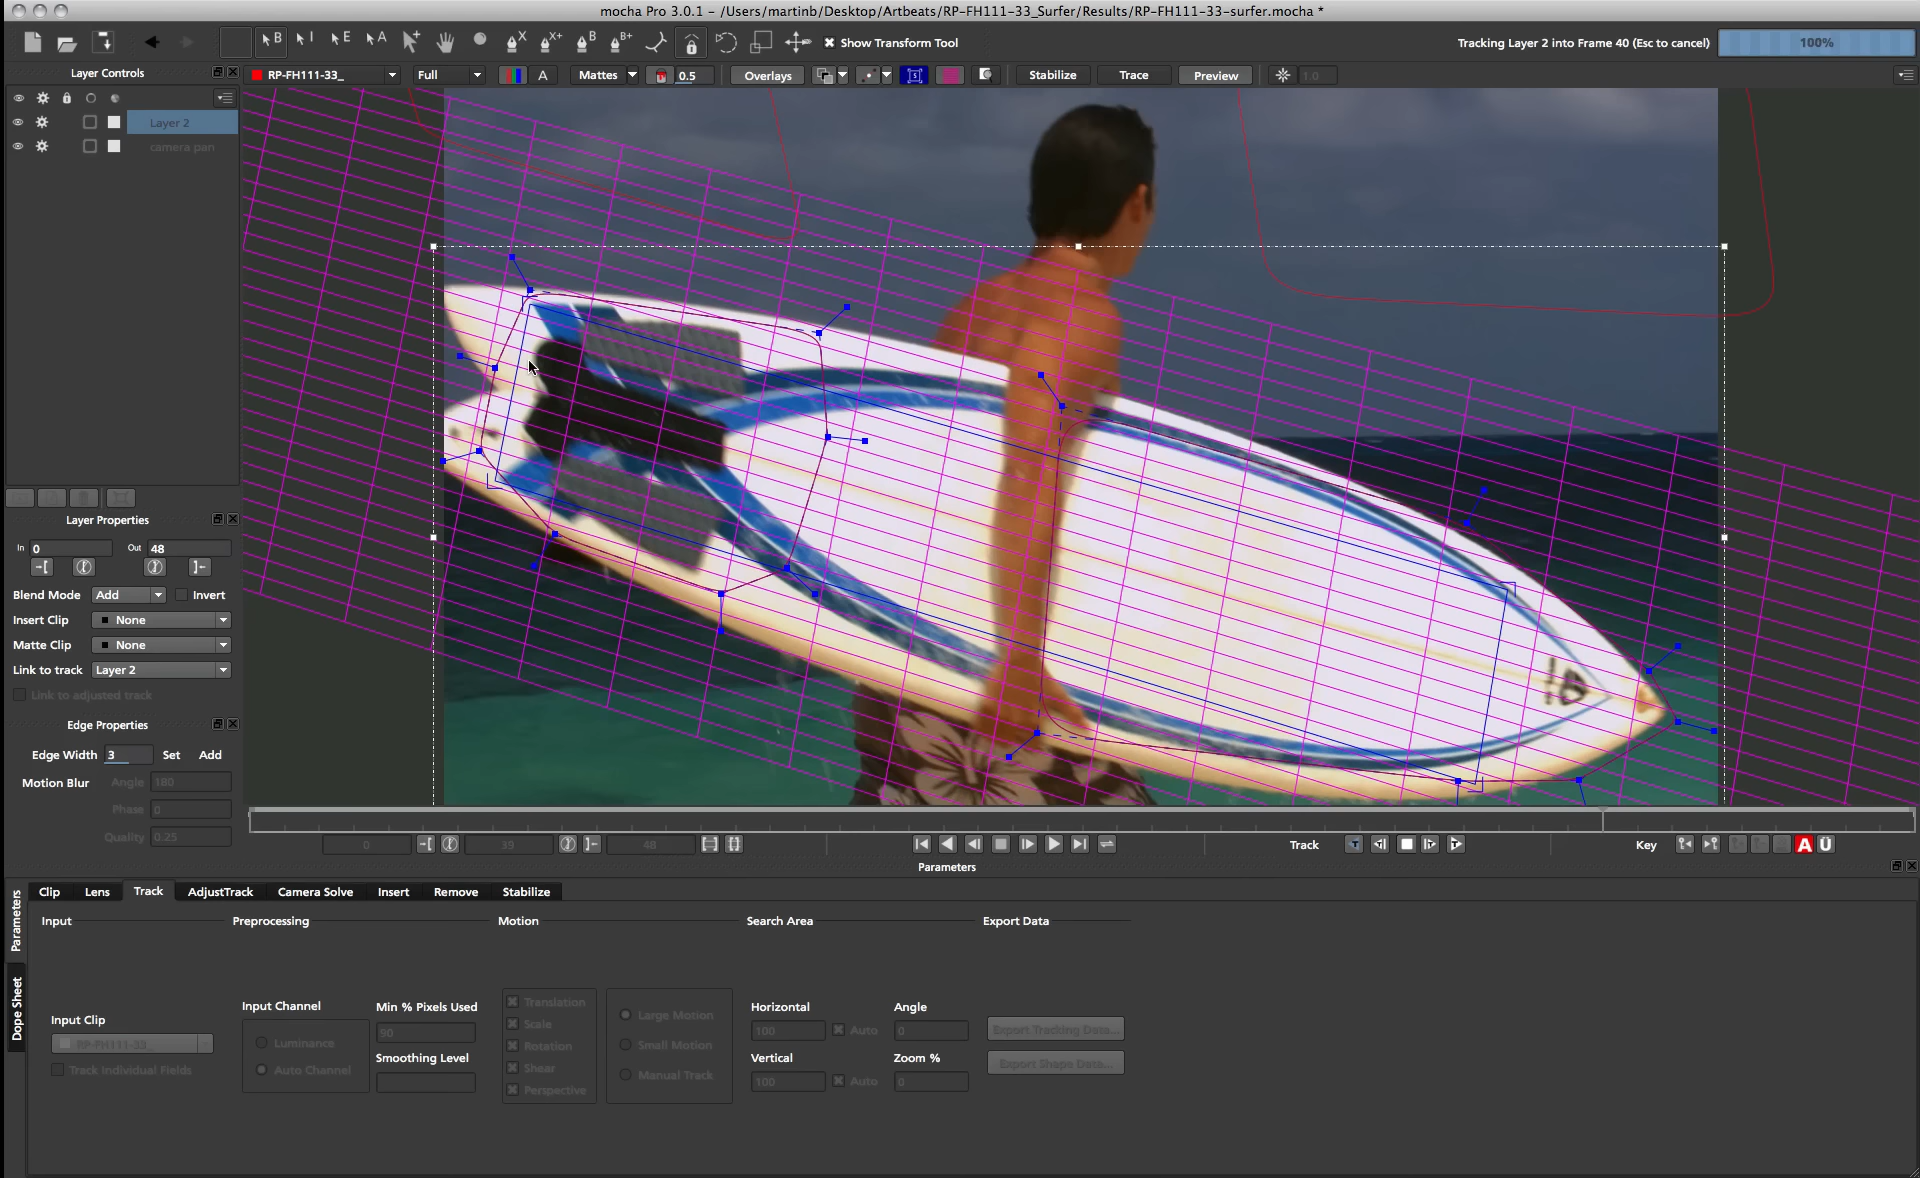 mocha Pro 3.0.1 – /Users/martinb/Desktop/Artbeats/RP-FH111-33_Surfer/Results/RP-FH111-33-surfer.mocha *
B I E A X X+ B B+ Show Transform Tool
Tracking Layer 2 into Frame 40 (Esc to cancel) 100%
Layer Controls
RP-FH111-33_ Full A Mattes 0.5 Overlays Stabilize Trace Preview 1.0
Layer 2
camera pan
Layer Properties
In 0 Out 48
Blend Mode Add Invert
Insert Clip None
Matte Clip None
Link to track Layer 2
Link to adjusted track
Edge Properties
Edge Width 3 Set Add
Motion Blur Angle 180
Phase 0
Quality 0.25
0 39 48 Track Key A Ü
Parameters
Clip Lens Track AdjustTrack Camera Solve Insert Remove Stabilize
Parameters
Dope Sheet
Input Preprocessing Motion Search Area Export Data
Input Clip
RP-FH111-33_
Track Individual Fields
Input Channel
Luminance
Auto Channel
Min % Pixels Used
90
Smoothing Level
Translation
Scale
Rotation
Shear
Perspective
Large Motion
Small Motion
Manual Track
Horizontal
100 Auto
Vertical
100 Auto
Angle
0
Zoom %
0
Export Tracking Data...
Export Shape Data...